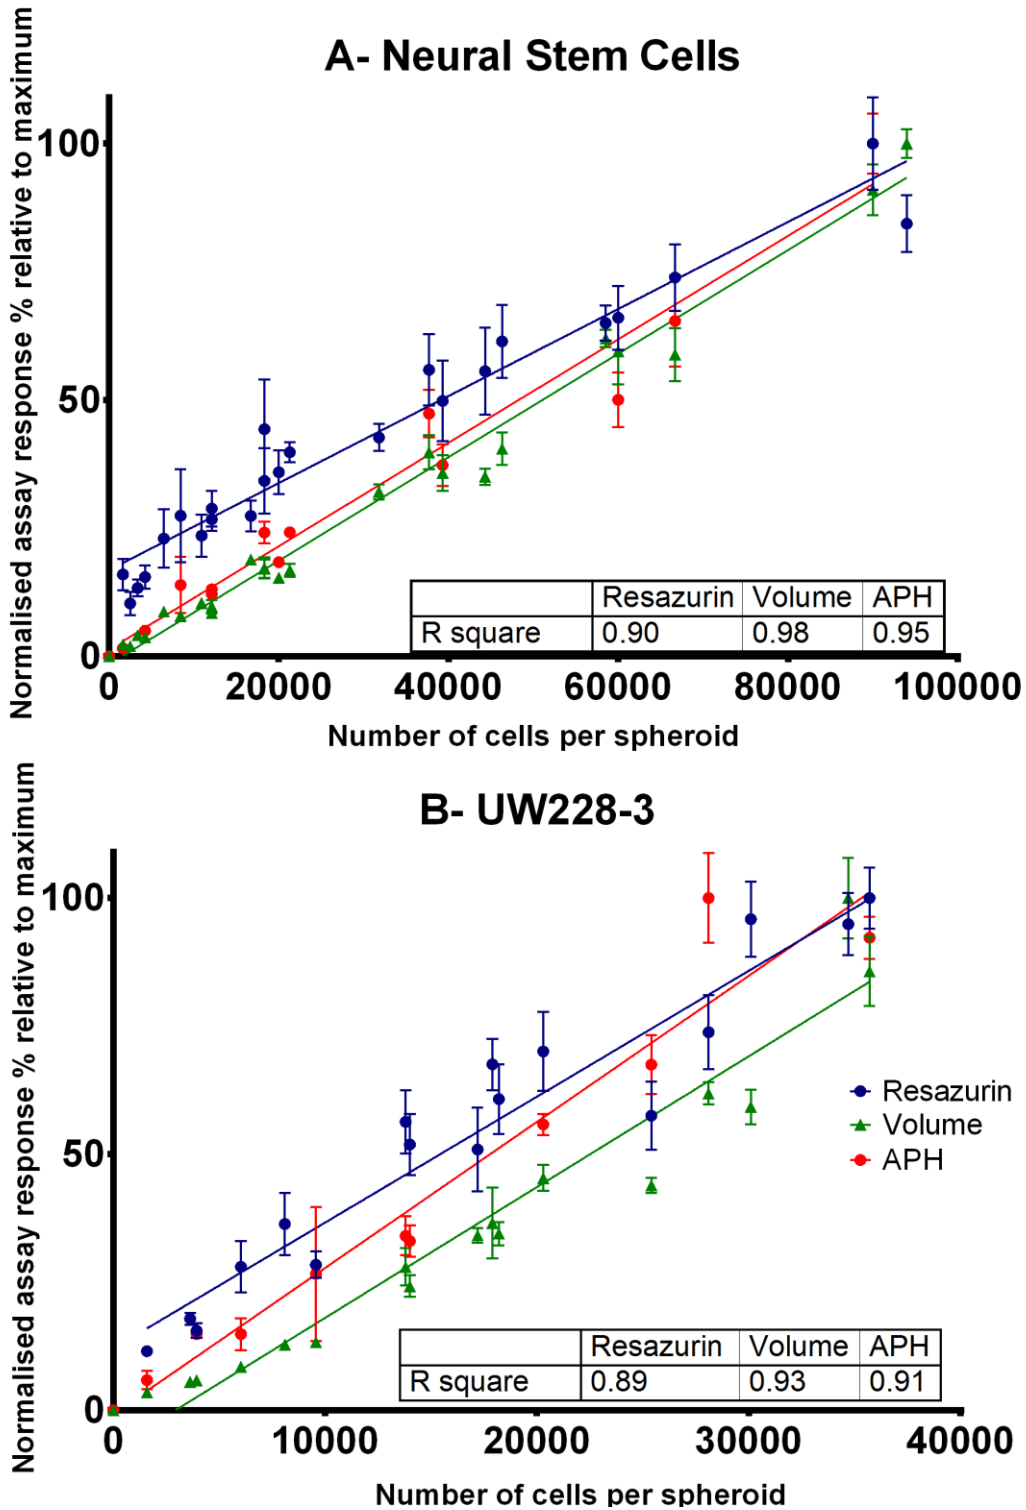 A- Neural Stem Cells
Normalised assay response % relative to maximum
100
50
0
Resazurin Volume APH
R square 0.90 0.98 0.95
0 20000 40000 60000 80000 100000
Number of cells per spheroid
B- UW228-3
Normalised assay response % relative to maximum
100
50
0
Resazurin
Volume
APH
Resazurin Volume APH
R square 0.89 0.93 0.91
0 10000 20000 30000 40000
Number of cells per spheroid